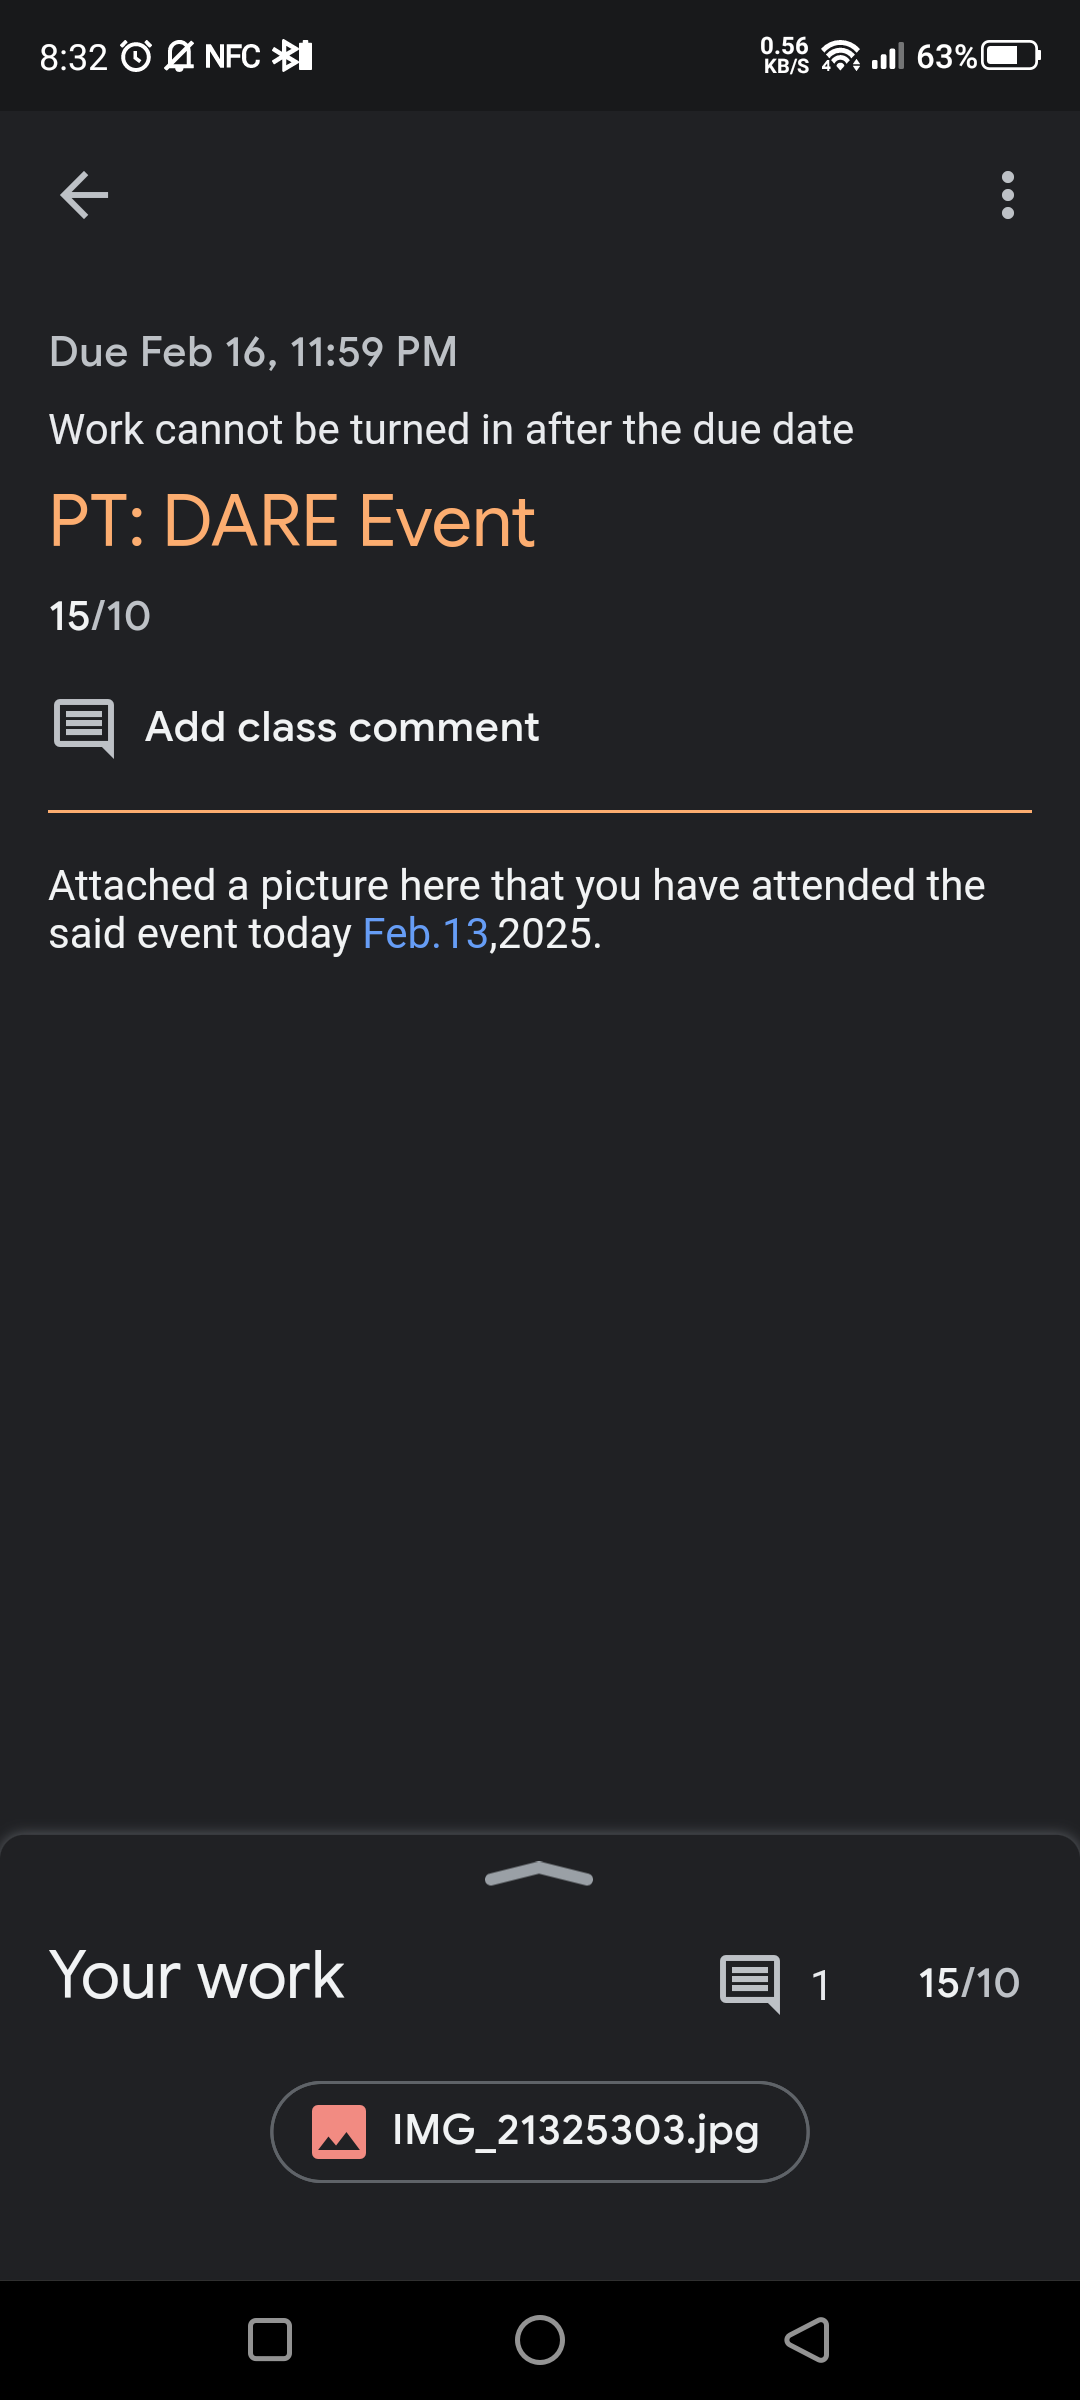 8:32 NFC 0.56 KB/S 4 63%
Due Feb 16, 11:59 PM
Work cannot be turned in after the due date
PT: DARE Event
15/10
Add class comment
Attached a picture here that you have attended the
said event today Feb.13,2025.
Your work 1 15/10
IMG_21325303.jpg